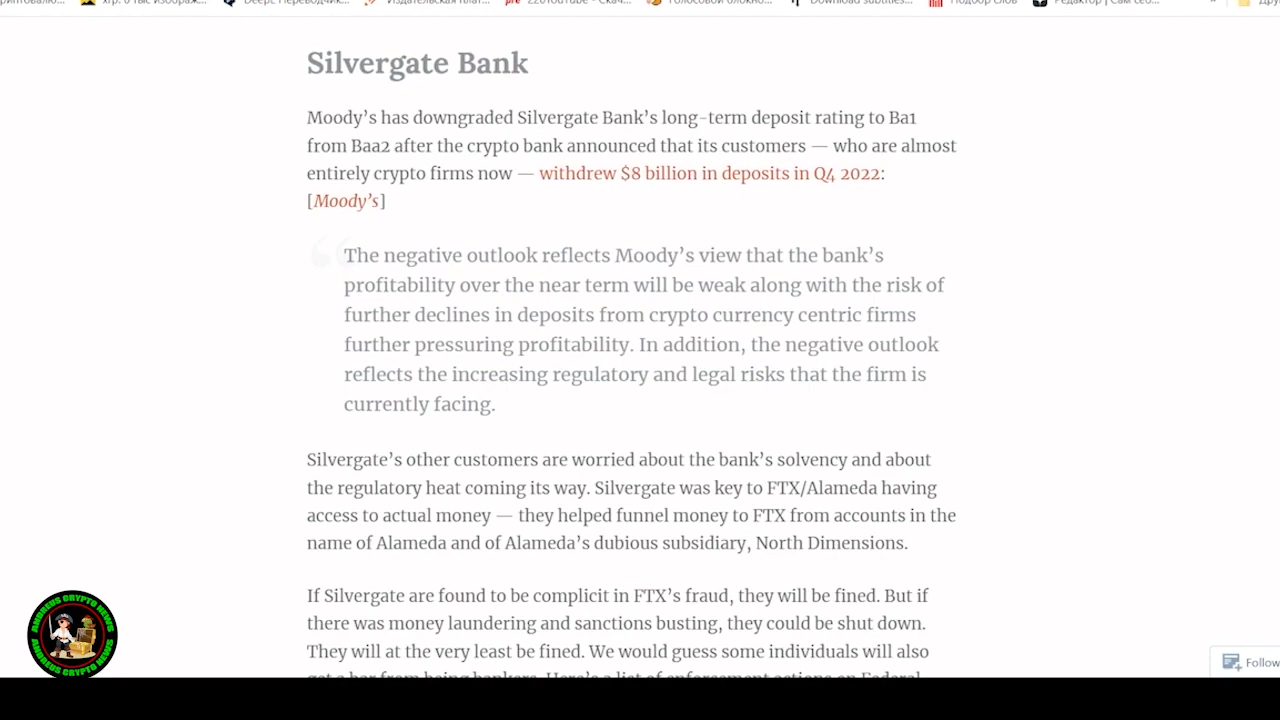 Silvergate Bank
Moody's has downgraded Silvergate Bank's long-term deposit rating to Ba1
from Baa2 after the crypto bank announced that its customers — who are almost
entirely crypto firms now — withdrew $8 billion in deposits in Q4 2022:
[Moody's]
The negative outlook reflects Moody's view that the bank's
profitability over the near term will be weak along with the risk of
further declines in deposits from crypto currency centric firms
further pressuring profitability. In addition, the negative outlook
reflects the increasing regulatory and legal risks that the firm is
currently facing.
Silvergate's other customers are worried about the bank's solvency and about
the regulatory heat coming its way. Silvergate was key to FTX/Alameda having
access to actual money — they helped funnel money to FTX from accounts in the
name of Alameda and of Alameda's dubious subsidiary, North Dimensions.
If Silvergate are found to be complicit in FTX's fraud, they will be fined. But if
there was money laundering and sanctions busting, they could be shut down.
They will at the very least be fined. We would guess some individuals will also
ANDREUS CRYPTO NEWS
ANDREUS CRYPTO NEWS
Follow